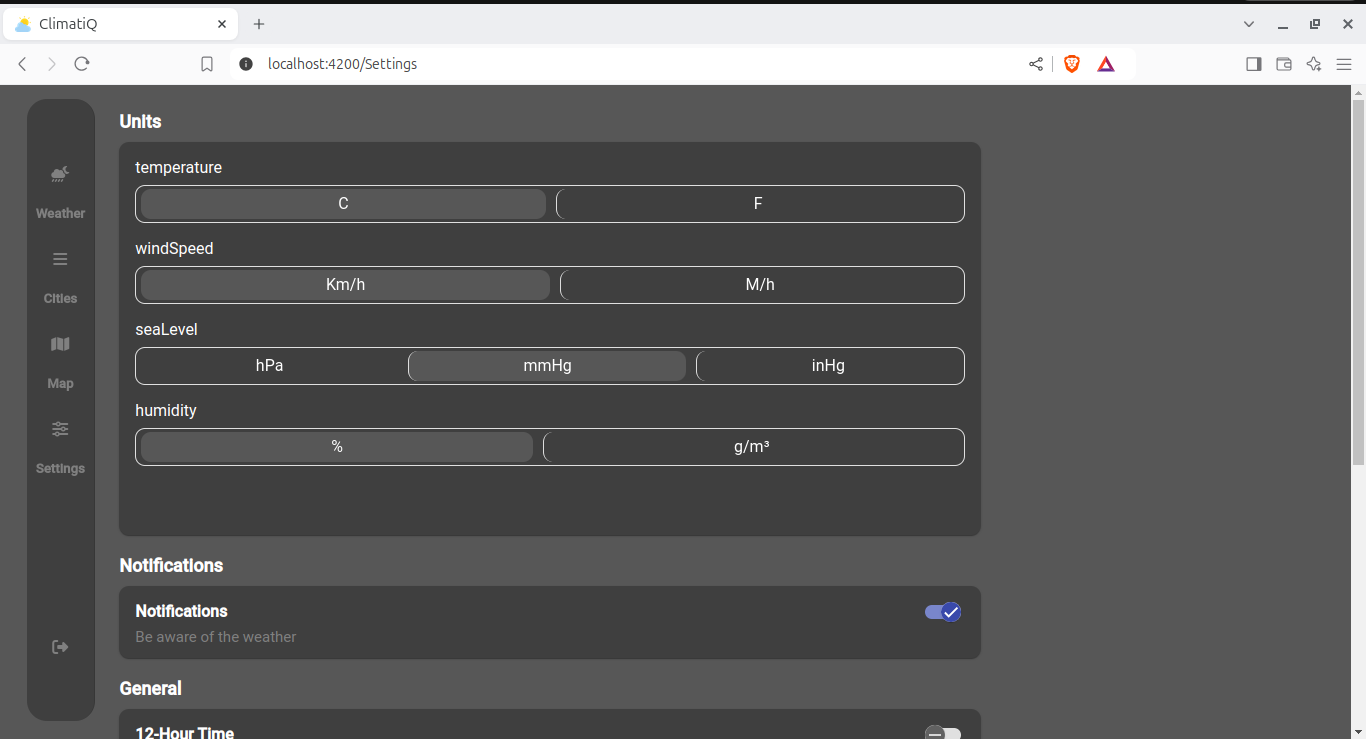 ClimatiQ
localhost:4200/Settings
Weather
Cities
Map
Settings
Units
temperature
C F
windSpeed
Km/h M/h
seaLevel
hPa mmHg inHg
humidity
% g/m³
Notifications
Notifications
Be aware of the weather
General
12-Hour Time